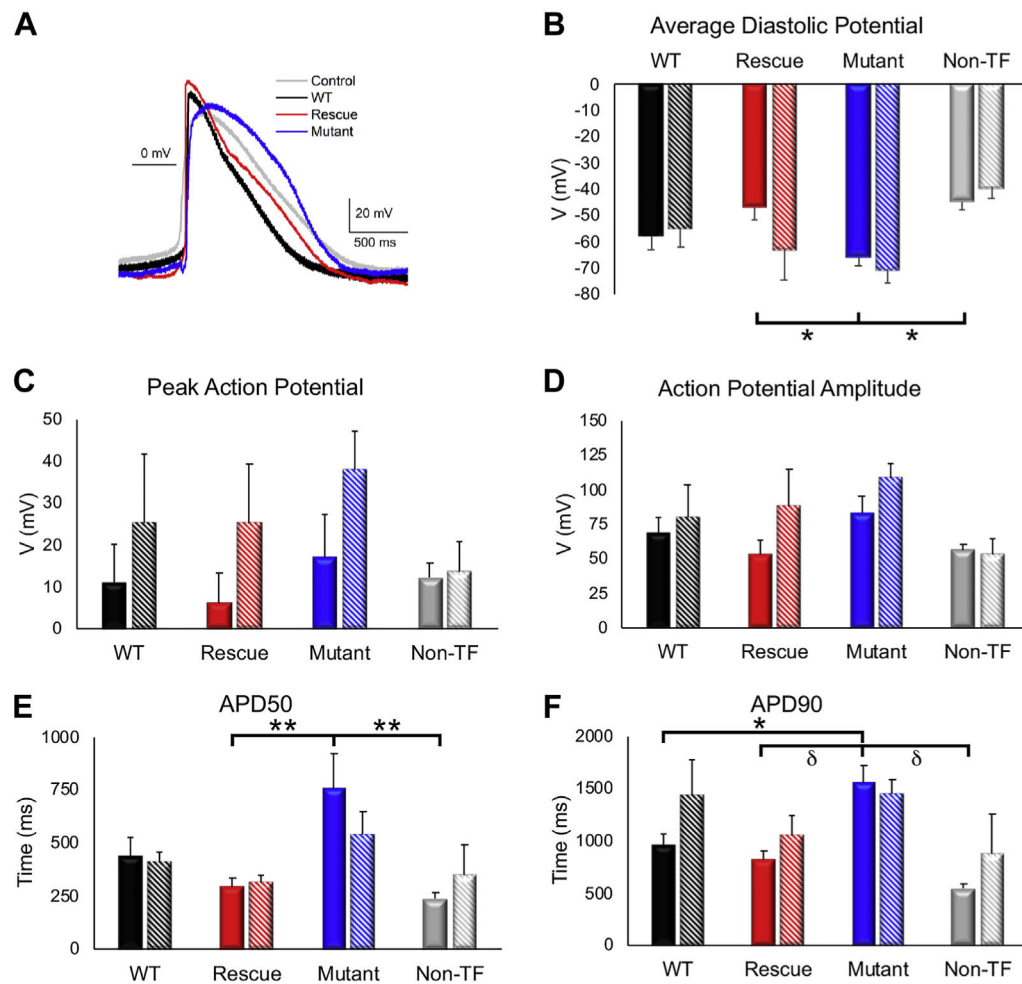 A
Control
WT
Rescue
Mutant
0 mV
20 mV
500 ms
B
Average Diastolic Potential
WT Rescue Mutant Non-TF
0
-10
-20
-30
-40
-50
-60
-70
-80
V (mV)
* *
C
Peak Action Potential
50
40
30
20
10
0
V (mV)
WT Rescue Mutant Non-TF
D
Action Potential Amplitude
150
125
100
75
50
25
0
V (mV)
WT Rescue Mutant Non-TF
E
APD50
** **
1000
750
500
250
0
Time (ms)
WT Rescue Mutant Non-TF
F
APD90
*
δ δ
2000
1500
1000
500
0
Time (ms)
WT Rescue Mutant Non-TF